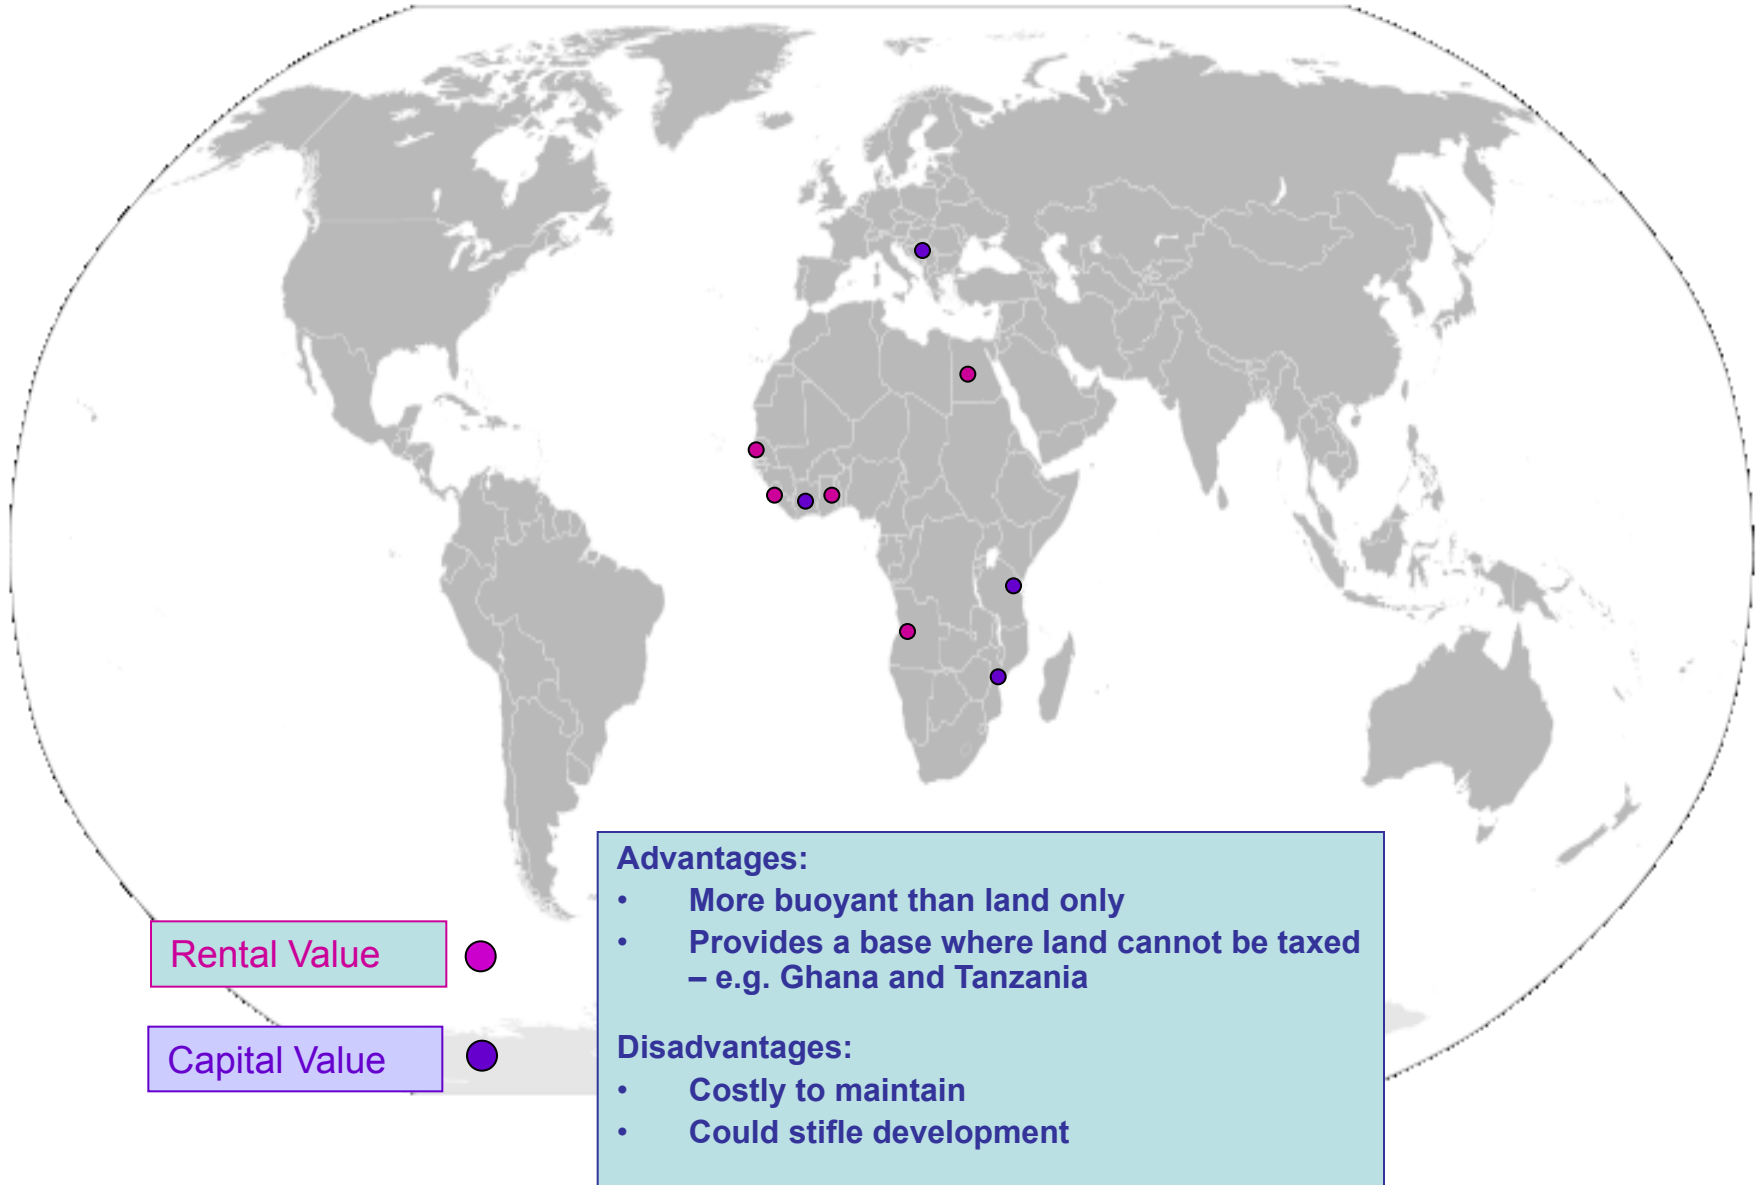 Advantages:
• More buoyant than land only
• Provides a base where land cannot be taxed
– e.g. Ghana and Tanzania
Disadvantages:
• Costly to maintain
• Could stifle development
Rental Value
Capital Value